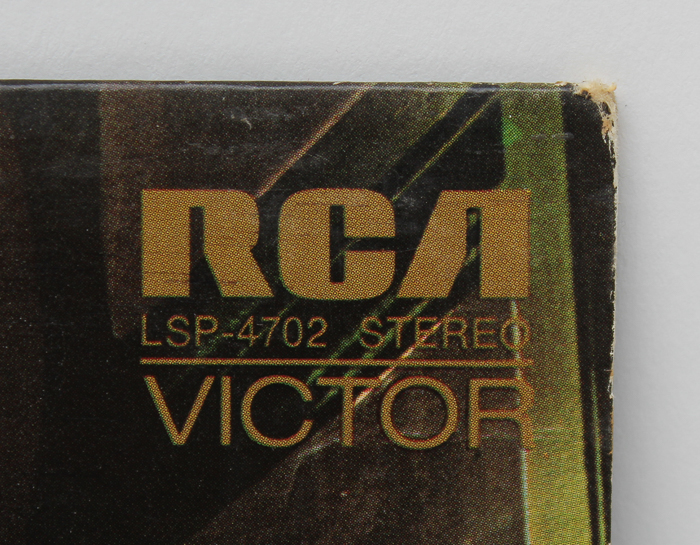 RCA
LSP-4702 STEREO
VICTOR